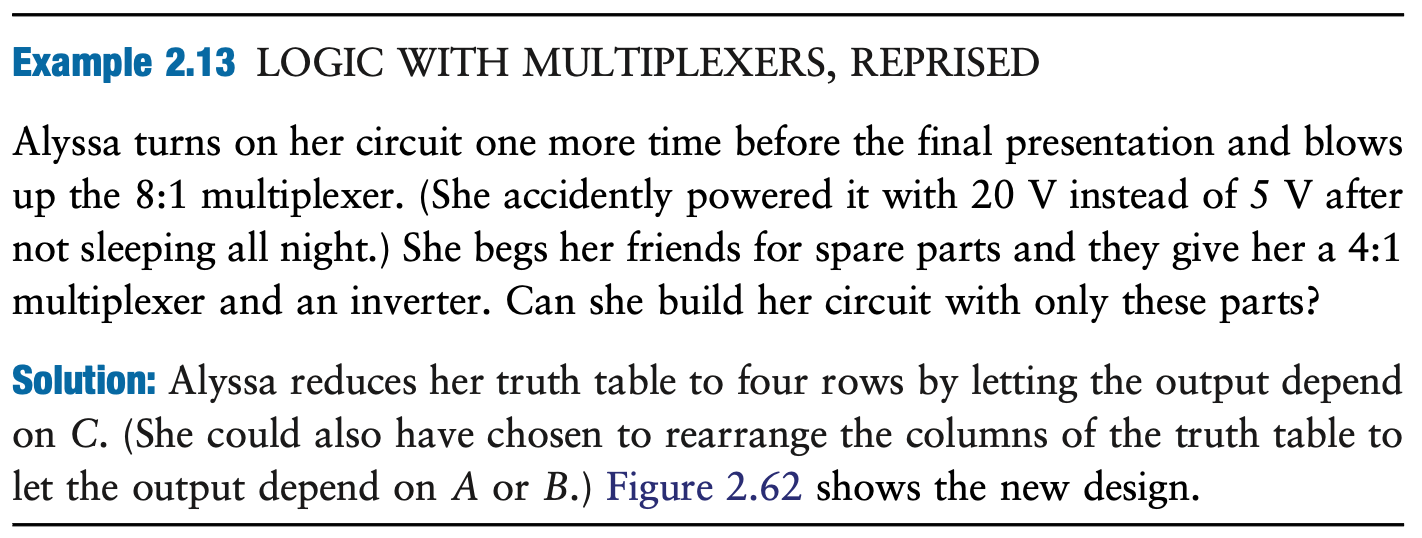 Example 2.13 LOGIC WITH MULTIPLEXERS, REPRISED
Alyssa turns on her circuit one more time before the final presentation and blows
up the 8:1 multiplexer. (She accidently powered it with 20 V instead of 5 V after
not sleeping all night.) She begs her friends for spare parts and they give her a 4:1
multiplexer and an inverter. Can she build her circuit with only these parts?
Solution: Alyssa reduces her truth table to four rows by letting the output depend
on C. (She could also have chosen to rearrange the columns of the truth table to
let the output depend on A or B.) Figure 2.62 shows the new design.